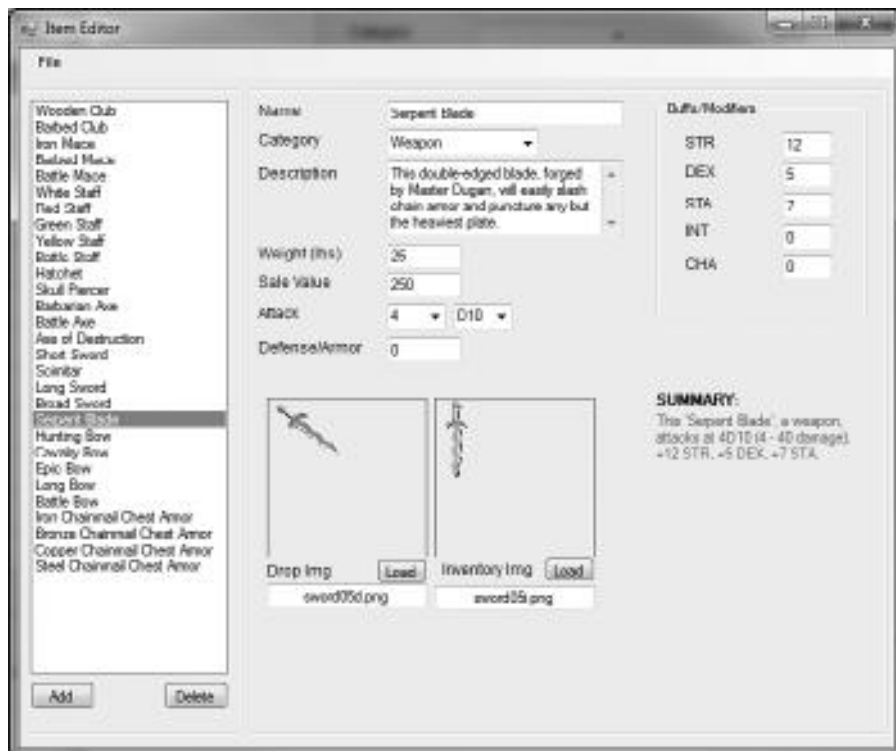 Item Editor
File
Wooden Club
Barbed Club
Iron Mace
Barbed Mace
Battle Mace
White Staff
Red Staff
Green Staff
Yellow Staff
Battle Staff
Hatchet
Skull Piercer
Barbarian Axe
Battle Axe
Axe of Destruction
Short Sword
Scimitar
Long Sword
Broad Sword
Serpent Blade
Hunting Bow
Cavalry Bow
Epic Bow
Long Bow
Battle Bow
Iron Chainmail Chest Armor
Bronze Chainmail Chest Armor
Copper Chainmail Chest Armor
Steel Chainmail Chest Armor
Add
Delete
Name
Serpent Blade
Category
Weapon
Description
This double-edged blade, forged
by Master Dugan, will easily slash
chain armor and puncture any but
the heaviest plate.
Weight (lbs)
25
Sale Value
250
Attack
4
D10
Defense/Armor
0
Drop Img
Load
sword05d.png
Inventory Img
Load
sword05i.png
Buffs/Modifiers
STR
12
DEX
5
STA
7
INT
0
CHA
0
SUMMARY:
This 'Serpent Blade', a weapon,
attacks at 4D10 (4 - 40 damage).
+12 STR, +5 DEX, +7 STA,